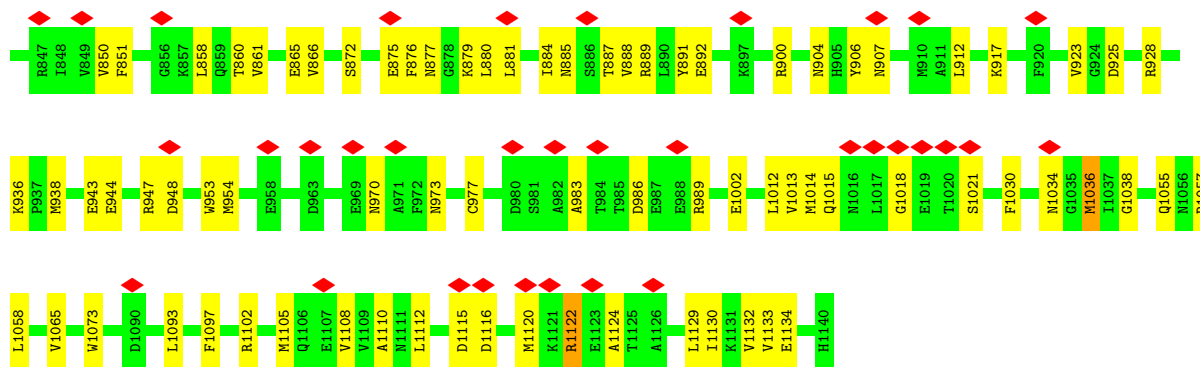 R847 I848 V849 V850 F851 G856 K857 L858 Q859 T860 V861 E865 V866 S872 E875 F876 N877 G878 K879 L880 L881 I884 N885 S886 T887 V888 R889 L890 Y891 E892 K897 R900 N904 H905 Y906 N907 M910 A911 L912 K917 F920 V923 G924 D925 R928
K936 P937 M938 E943 E944 R947 D948 W953 M954 E958 D963 E969 N970 A971 F972 N973 C977 D980 S981 A982 A983 T984 T985 D986 E987 E988 R989 E1002 L1012 V1013 M1014 Q1015 N1016 L1017 G1018 E1019 T1020 S1021 F1030 N1034 G1035 M1036 I1037 G1038 Q1055 N1056
L1058 V1065 W1073 D1090 L1093 F1097 R1102 M1105 Q1106 E1107 V1108 V1109 A1110 N1111 L1112 D1115 D1116 M1120 K1121 R1122 E1123 A1124 T1125 A1126 L1129 I1130 K1131 V1132 V1133 E1134 H1140